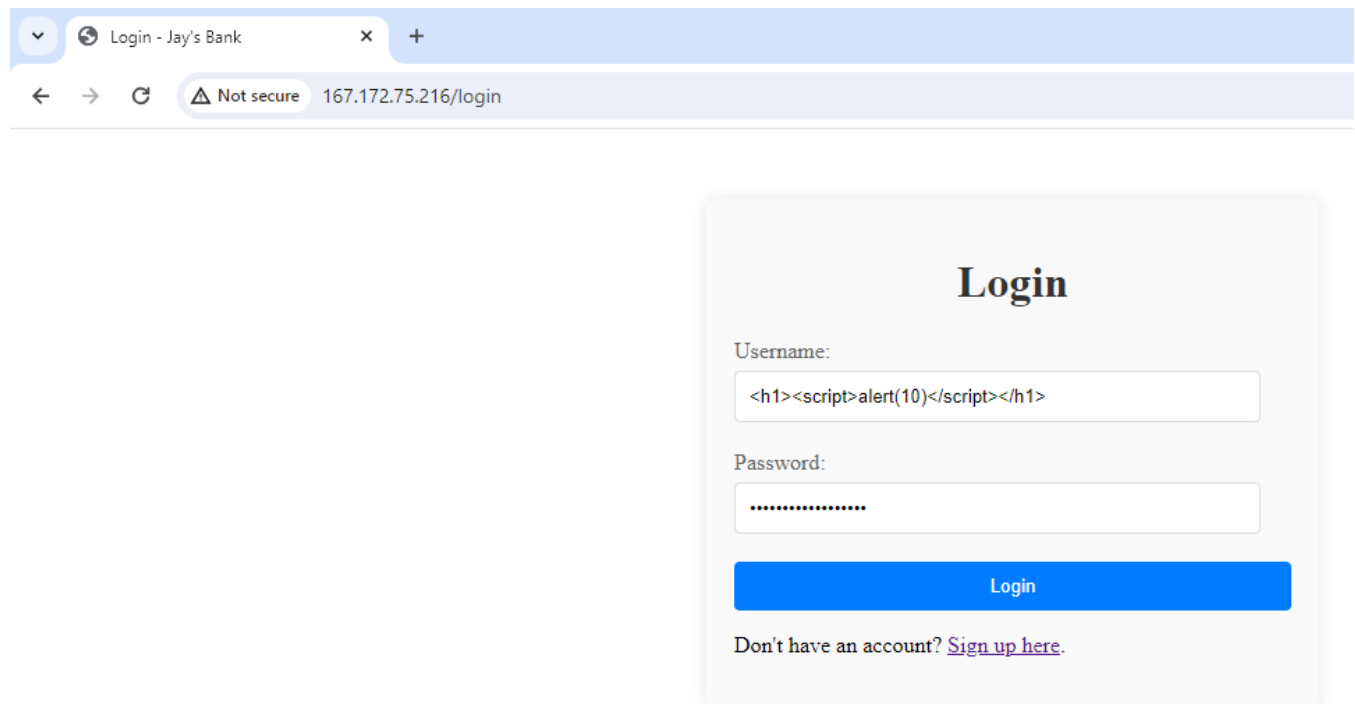 Login - Jay's Bank
Not secure 167.172.75.216/login
Login
Username:
<h1><script>alert(10)</script></h1>
Password:
••••••••••••••••••
Login
Don't have an account? Sign up here.